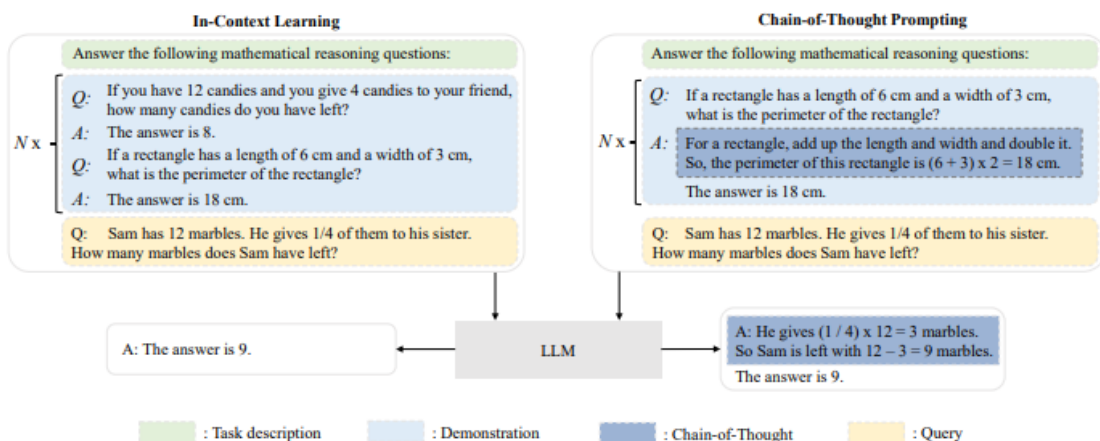 In-Context Learning
Answer the following mathematical reasoning questions:
N x
Q: If you have 12 candies and you give 4 candies to your friend,
how many candies do you have left?
A: The answer is 8.
Q: If a rectangle has a length of 6 cm and a width of 3 cm,
what is the perimeter of the rectangle?
A: The answer is 18 cm.
Q: Sam has 12 marbles. He gives 1/4 of them to his sister.
How many marbles does Sam have left?
Chain-of-Thought Prompting
Answer the following mathematical reasoning questions:
N x
Q: If a rectangle has a length of 6 cm and a width of 3 cm,
what is the perimeter of the rectangle?
A: For a rectangle, add up the length and width and double it.
So, the perimeter of this rectangle is (6 + 3) x 2 = 18 cm.
The answer is 18 cm.
Q: Sam has 12 marbles. He gives 1/4 of them to his sister.
How many marbles does Sam have left?
A: The answer is 9.
LLM
A: He gives (1 / 4) x 12 = 3 marbles.
So Sam is left with 12 – 3 = 9 marbles.
The answer is 9.
: Task description
: Demonstration
: Chain-of-Thought
: Query